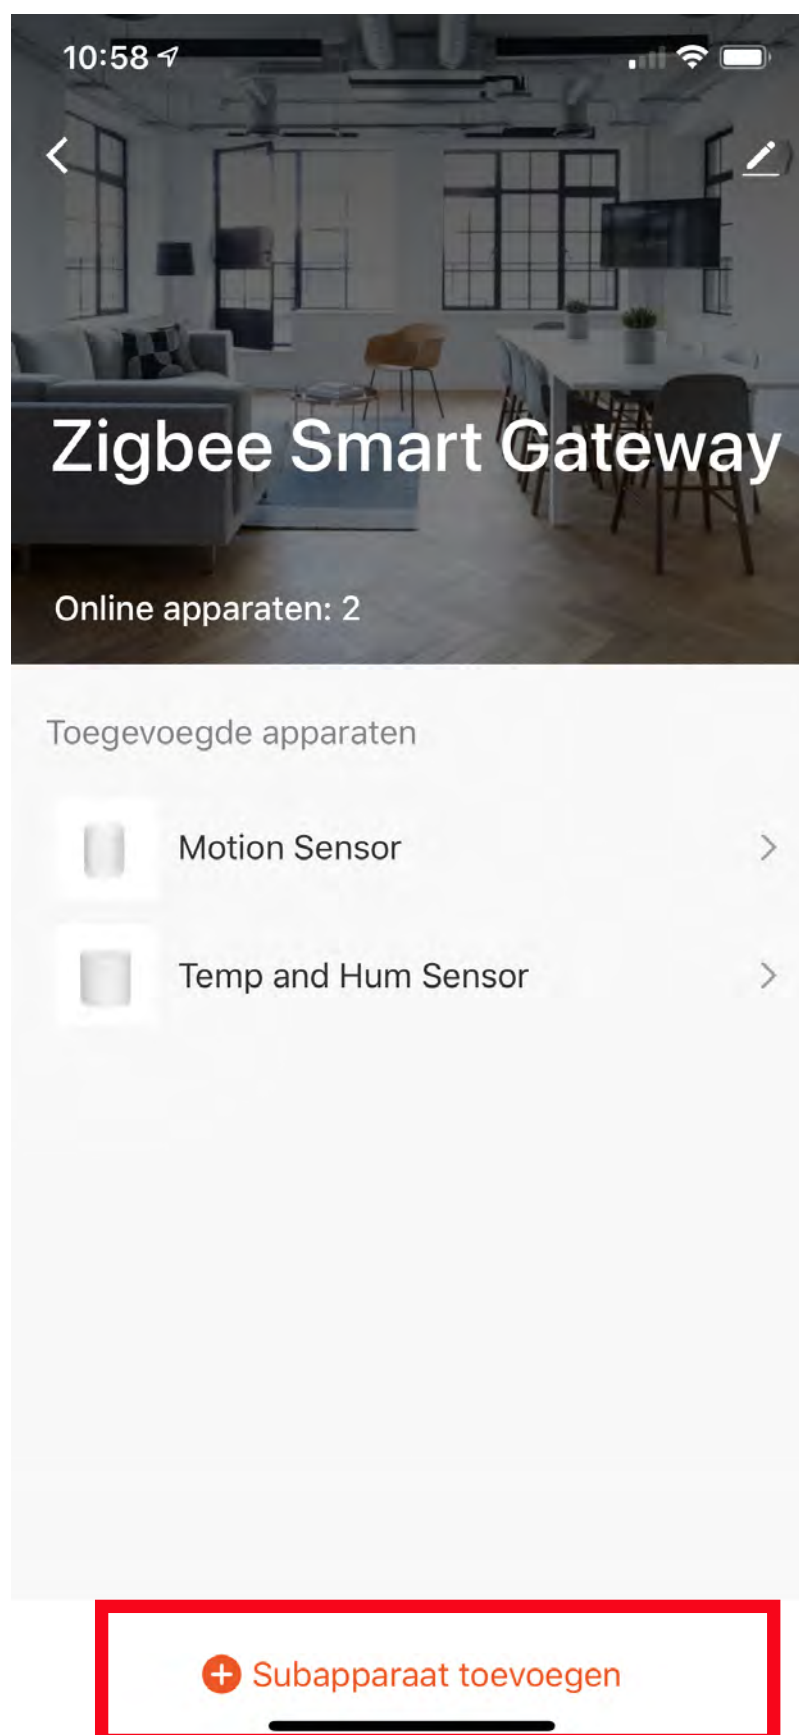 10:58
Zigbee Smart Gateway
Online apparaten: 2
Toegevoegde apparaten
Motion Sensor
Temp and Hum Sensor
Subapparaat toevoegen